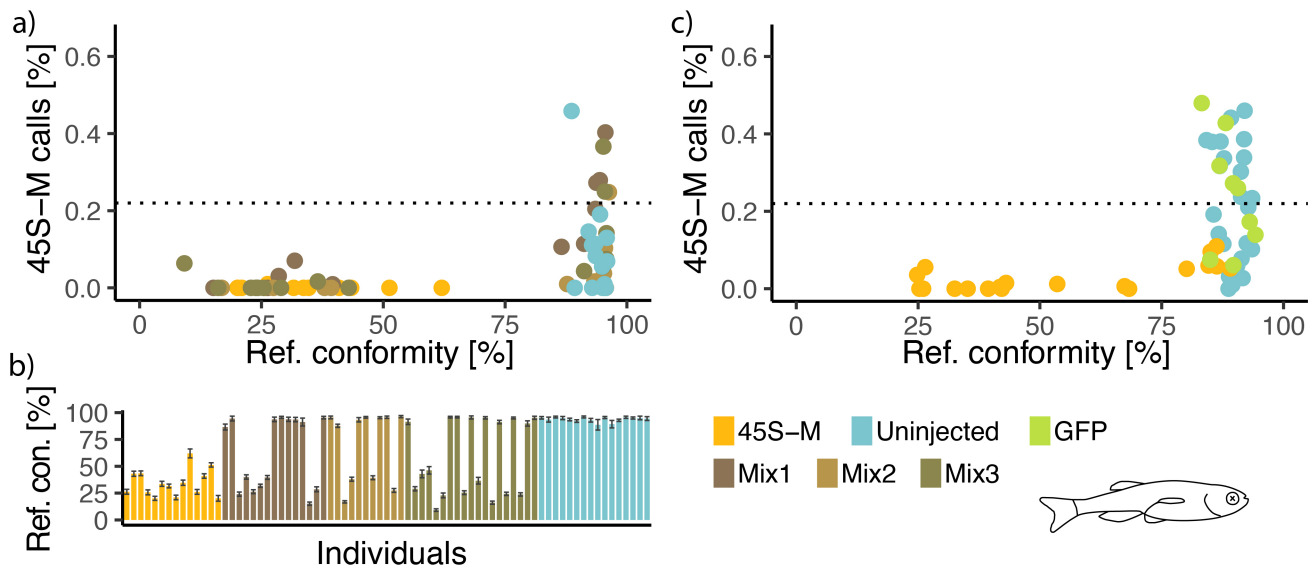 a)
45S−M calls [%]
0.6
0.4
0.2
0.0
0 25 50 75 100
Ref. conformity [%]
b)
Ref. con. [%]
100
75
50
25
0
Individuals
c)
45S−M calls [%]
0.6
0.4
0.2
0.0
0 25 50 75 100
Ref. conformity [%]
45S−M Uninjected GFP
Mix1 Mix2 Mix3